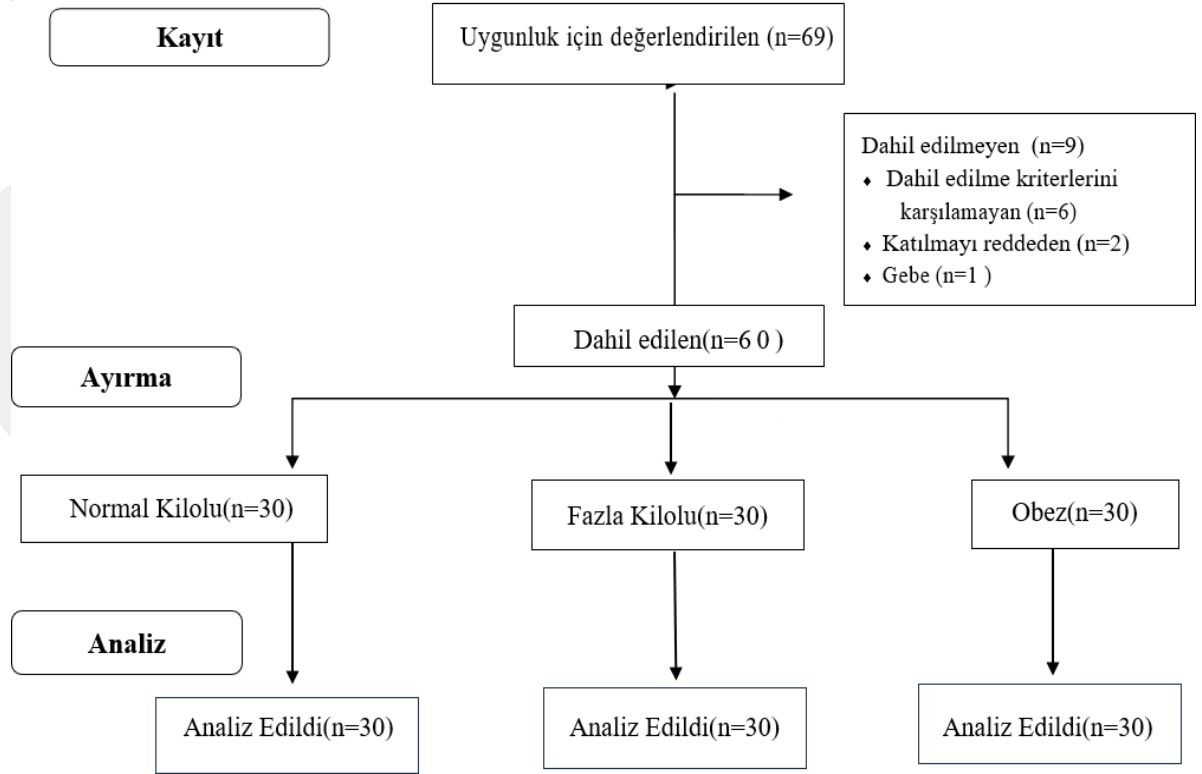 Kayıt
Uygunluk için değerlendirilen (n=69)
Dahil edilmeyen (n=9)
♦ Dahil edilme kriterlerini
karşılamayan (n=6)
♦ Katılmayı reddeden (n=2)
♦ Gebe (n=1 )
Dahil edilen(n=6 0 )
Ayırma
Normal Kilolu(n=30)
Fazla Kilolu(n=30)
Obez(n=30)
Analiz
Analiz Edildi(n=30)
Analiz Edildi(n=30)
Analiz Edildi(n=30)